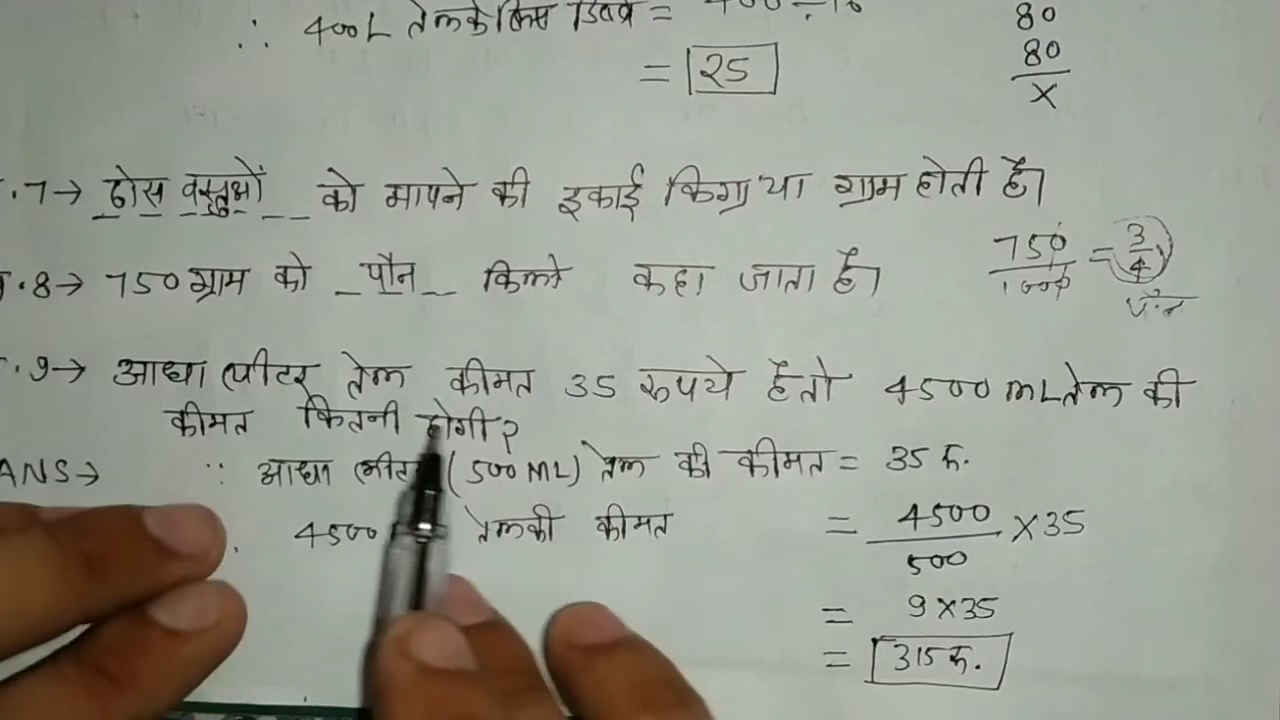 ∴ 400L तेल के लिए डिब्बे = 400 ÷ 16
= 25
80
80
x
.7→ ठोस वस्तुओं को मापने की इकाई किग्रा या ग्राम होती है।
.8→ 750 ग्राम को पौन किलो कहा जाता है।
750/1000 = 3/4
पौन
.9→ आधा लीटर तेल कीमत 35 रुपये है तो 4500 mL तेल की
कीमत कितनी होगी?
ANS→ ∵ आधा लीटर (500 ML) तेल की कीमत = 35 रु.
4500 तेल की कीमत = 4500/500 × 35
= 9 × 35
= 315 रु.